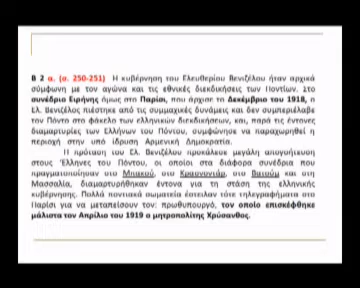 Β 2 α. (σ. 250-251) Η κυβέρνηση του Ελευθερίου Βενιζέλου ήταν αρχικά
σύμφωνη με τον αγώνα και τις εθνικές διεκδικήσεις των Ποντίων. Στο
συνέδριο Ειρήνης όμως στο Παρίσι, που άρχισε το Δεκέμβριο του 1918, ο
Ελ. Βενιζέλος πιέστηκε από τις συμμαχικές δυνάμεις και δεν συμπεριέλαβε
τον Πόντο στο φάκελο των ελληνικών διεκδικήσεων, και, παρά τις έντονες
διαμαρτυρίες των Ελλήνων του Πόντου, συμφώνησε να παραχωρηθεί η
περιοχή στην υπό ίδρυση Αρμενική Δημοκρατία.
Η πρόταση του Ελ. Βενιζέλου προκάλεσε μεγάλη απογοήτευση
στους Έλληνες του Πόντου, οι οποίοι στα διάφορα συνέδρια που
πραγματοποίησαν στο Μπακού, στο Κρασνοντάρ, στο Βατούμ και στη
Μασσαλία, διαμαρτυρήθηκαν έντονα για τη στάση της ελληνικής
κυβέρνησης. Πολλά ποντιακά σωματεία έστειλαν τότε τηλεγραφήματα στο
Παρίσι για να μεταπείσουν τον πρωθυπουργό, τον οποίο επισκέφθηκε
μάλιστα τον Απρίλιο του 1919 ο μητροπολίτης Χρύσανθος.